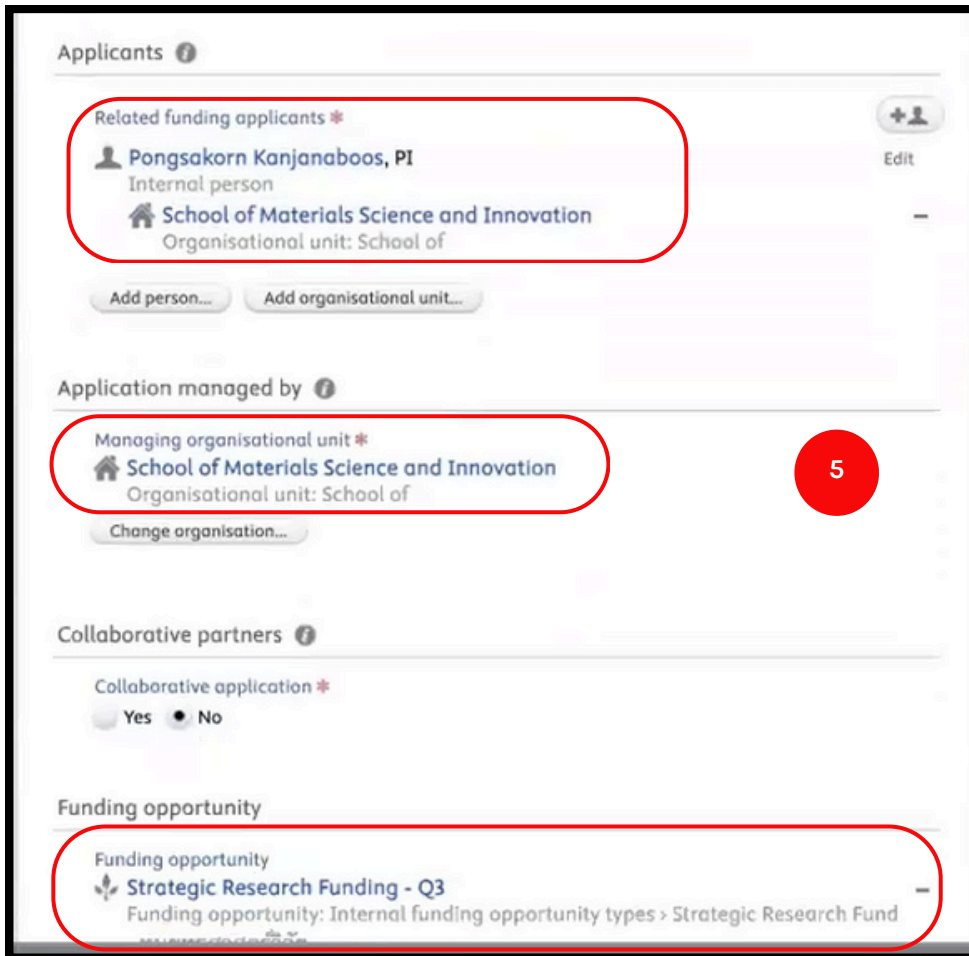 Applicants
Related funding applicants *
Pongsakorn Kanjanaboos, PI
Edit
Internal person
School of Materials Science and Innovation
Organisational unit: School of
Add person... Add organisational unit...
Application managed by
Managing organisational unit *
School of Materials Science and Innovation
5
Organisational unit: School of
Change organisation...
Collaborative partners
Collaborative application *
Yes No
Funding opportunity
Funding opportunity
Strategic Research Funding - Q3
Funding opportunity: Internal funding opportunity types › Strategic Research Fund